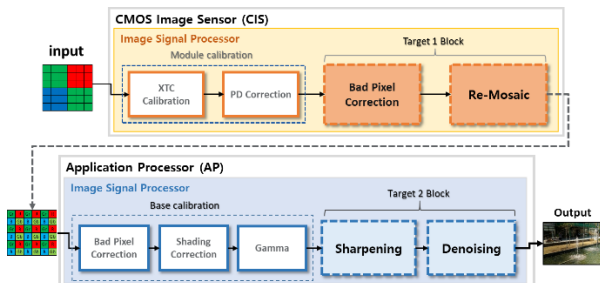 CMOS Image Sensor (CIS)
Image Signal Processor
input
Module calibration
Target 1 Block
XTC
Calibration
PD Correction
Bad Pixel
Correction
Re-Mosaic
Application Processor (AP)
Image Signal Processor
Base calibration
Target 2 Block
Output
Bad Pixel
Correction
Shading
Correction
Gamma
Sharpening
Denoising